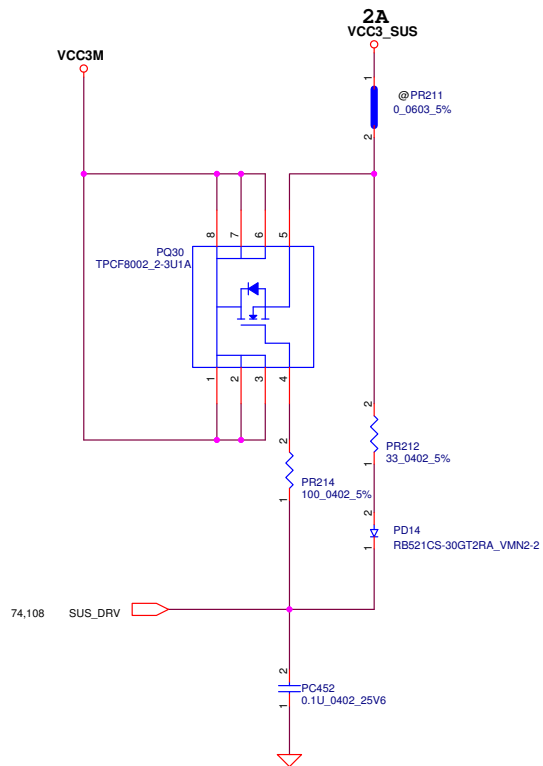 2A
VCC3_SUS
VCC3M
1
@PR211
0_0603_5%
2
8
7
6
5
PQ30
TPCF8002_2-3U1A
1
2
3
4
2
PR214
100_0402_5%
1
2
PR212
33_0402_5%
1
2
PD14
RB521CS-30GT2RA_VMN2-2
1
74,108 SUS_DRV
2
PC452
0.1U_0402_25V6
1